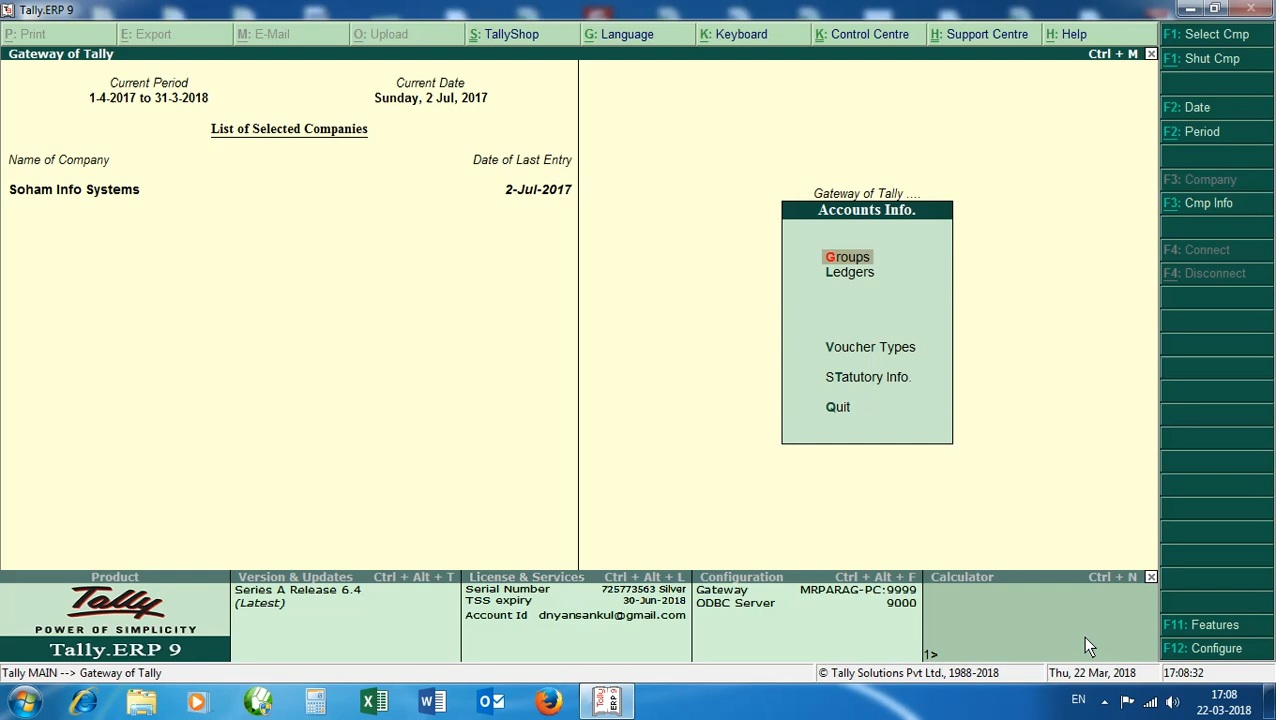 Tally.ERP 9
P: Print
E: Export
M: E-Mail
O: Upload
S: TallyShop
G: Language
K: Keyboard
K: Control Centre
H: Support Centre
H: Help
F1: Select Cmp
Gateway of Tally
Ctrl + M
F1: Shut Cmp
Current Period
1-4-2017 to 31-3-2018
Current Date
Sunday, 2 Jul, 2017
List of Selected Companies
Name of Company
Date of Last Entry
Soham Info Systems
2-Jul-2017
Gateway of Tally ....
Accounts Info.
Groups
Ledgers
Voucher Types
STatutory Info.
Quit
F2: Date
F2: Period
F3: Company
F3: Cmp Info
F4: Connect
F4: Disconnect
F11: Features
F12: Configure
Product
Tally
POWER OF SIMPLICITY
Tally.ERP 9
Version & Updates Ctrl + Alt + T
Series A Release 6.4
(Latest)
License & Services Ctrl + Alt + L
Serial Number 725773563 Silver
TSS expiry 30-Jun-2018
Account Id dnyansankul@gmail.com
Configuration Ctrl + Alt + F
Gateway MRPARAG-PC:9999
ODBC Server 9000
Calculator Ctrl + N
1>
Tally MAIN --> Gateway of Tally
© Tally Solutions Pvt Ltd., 1988-2018
Thu, 22 Mar, 2018
17:08:32
EN
17:08
22-03-2018